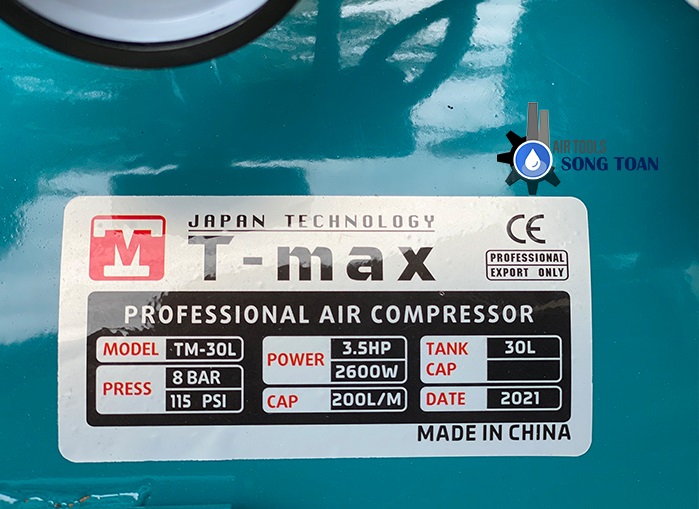 AIR TOOLS
SONG TOAN
TM
JAPAN TECHNOLOGY
T-max
CE
PROFESSIONAL
EXPORT ONLY
PROFESSIONAL AIR COMPRESSOR
MODEL TM-30L
PRESS 8 BAR
115 PSI
POWER 3.5HP
2600W
CAP 200L/M
TANK CAP 30L
DATE 2021
MADE IN CHINA